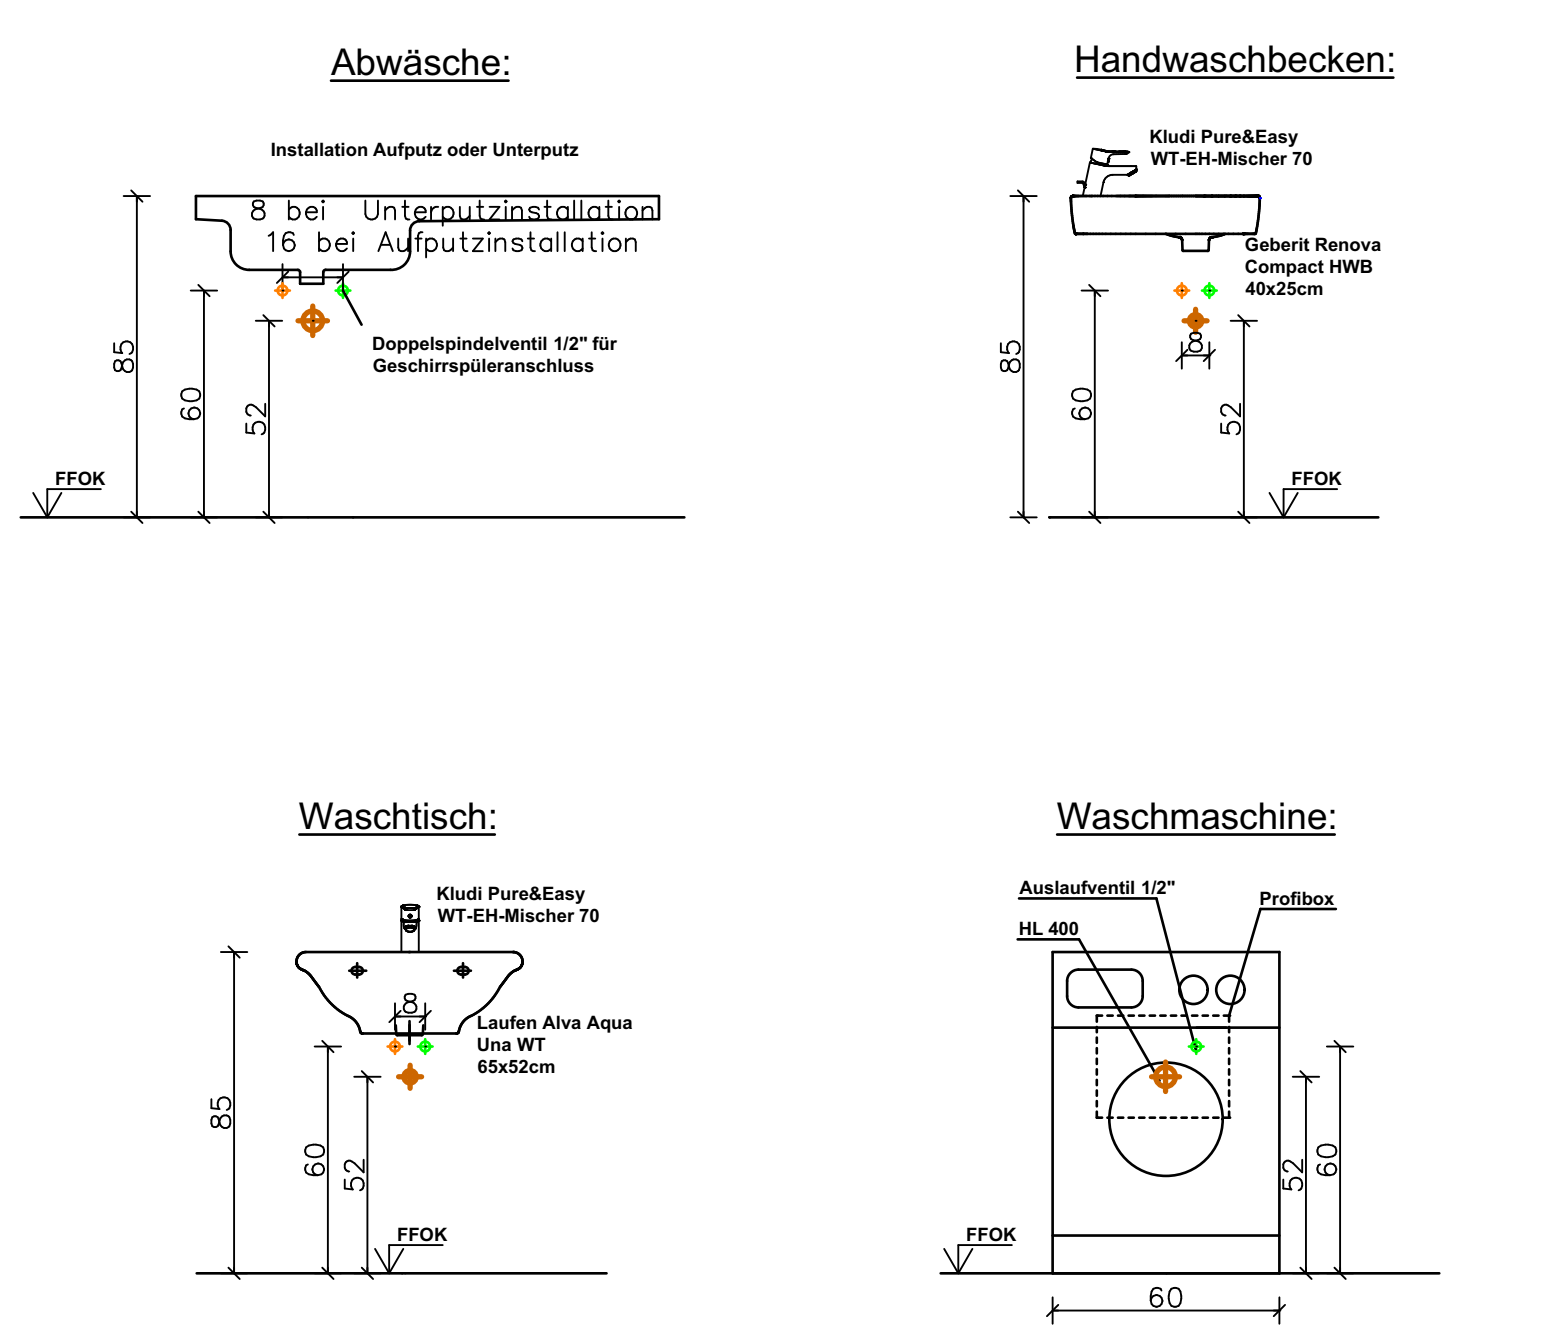 Abwäsche:
Installation Aufputz oder Unterputz
8 bei Unterputzinstallation
16 bei Aufputzinstallation
Doppelspindelventil 1/2" für
Geschirrspüleranschluss
85
60
52
FFOK
Handwaschbecken:
Kludi Pure&Easy
WT-EH-Mischer 70
Geberit Renova
Compact HWB
40x25cm
8
85
60
52
FFOK
Waschtisch:
Kludi Pure&Easy
WT-EH-Mischer 70
8
Laufen Alva Aqua
Una WT
65x52cm
85
60
52
FFOK
Waschmaschine:
Auslaufventil 1/2"
Profibox
HL 400
52
60
FFOK
60